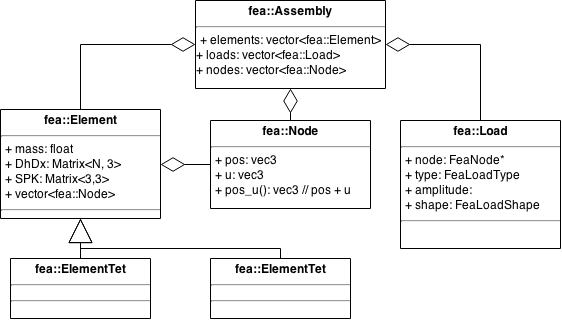 fea::Assembly
+ elements: vector<fea::Element>
+ loads: vector<fea::Load>
+ nodes: vector<fea::Node>
fea::Element
+ mass: float
+ DhDx: Matrix<N, 3>
+ SPK: Matrix<3,3>
+ vector<fea::Node>
fea::Node
+ pos: vec3
+ u: vec3
+ pos_u(): vec3 // pos + u
fea::Load
+ node: FeaNode*
+ type: FeaLoadType
+ amplitude:
+ shape: FeaLoadShape
fea::ElementTet
fea::ElementTet